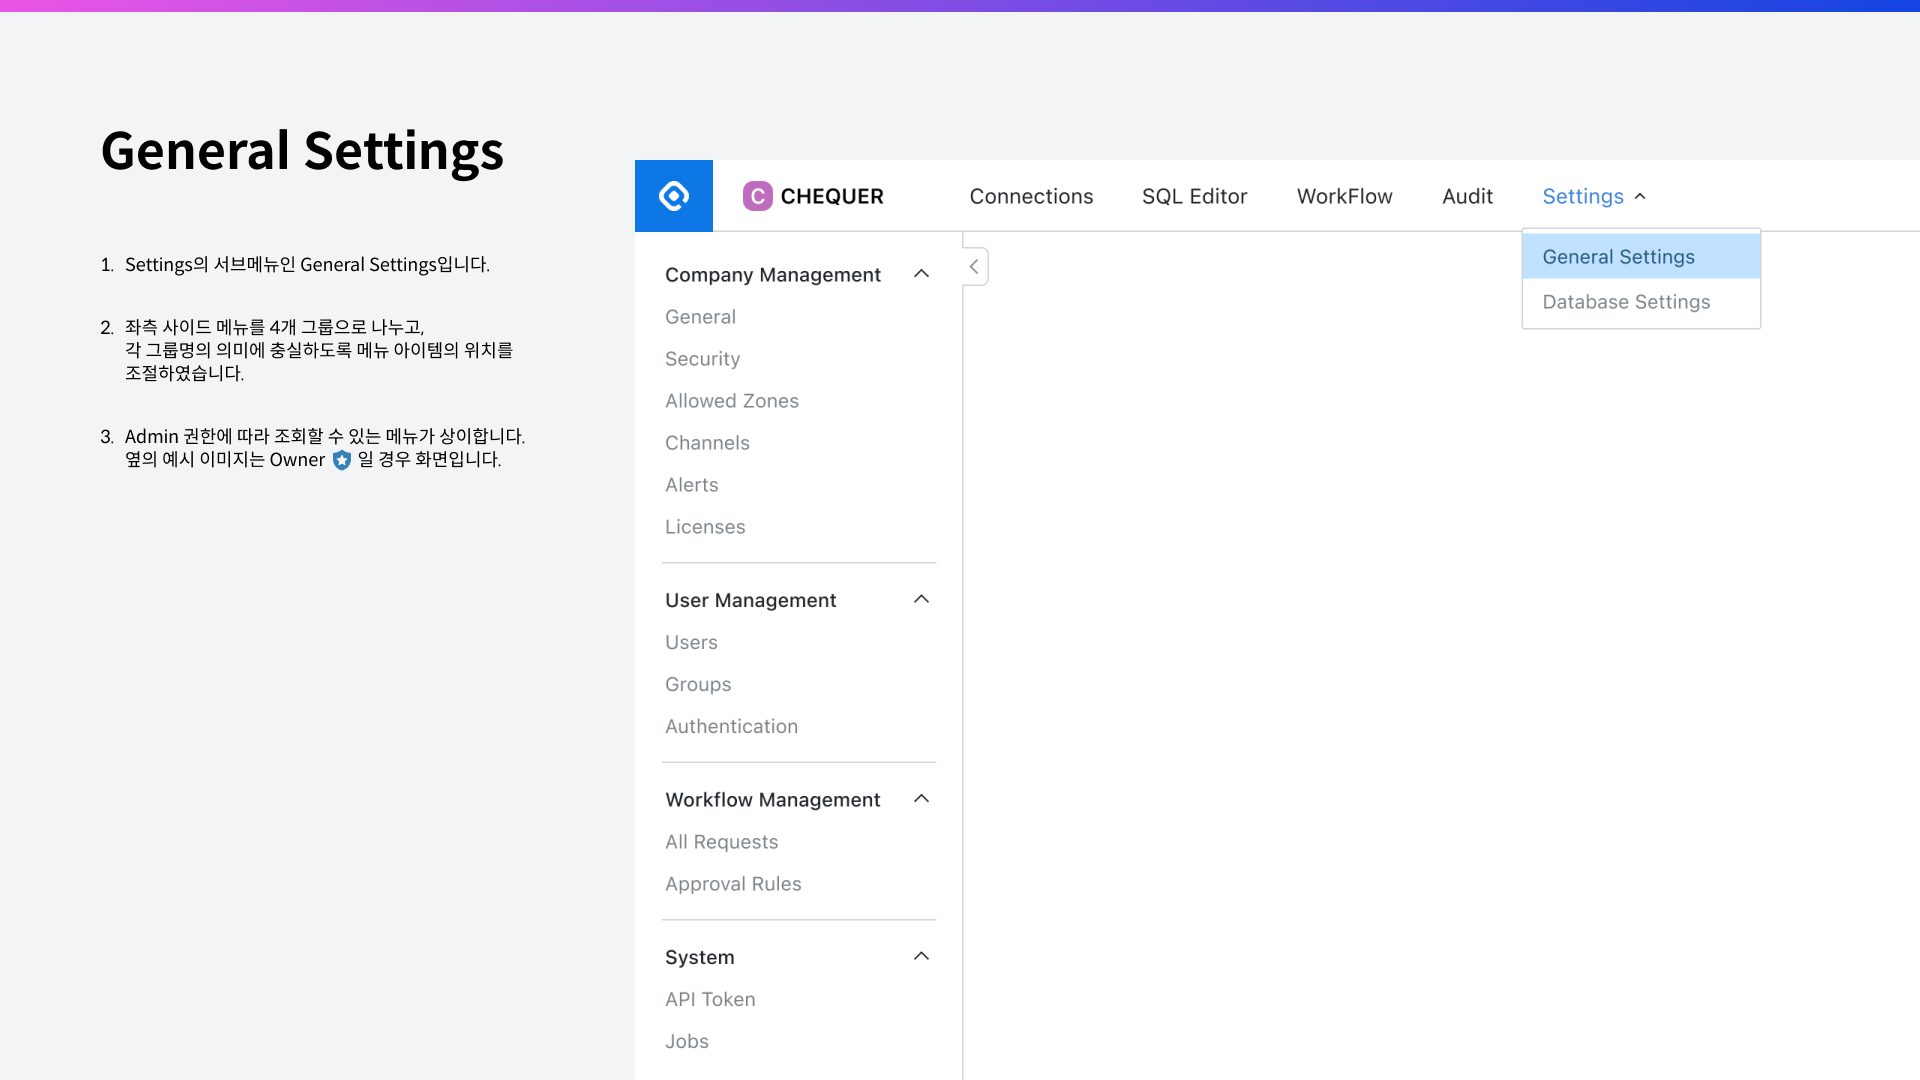 General Settings
1. Settings의 서브메뉴인 General Settings입니다.
2. 좌측 사이드 메뉴를 4개 그룹으로 나누고,
각 그룹명의 의미에 충실하도록 메뉴 아이템의 위치를
조절하였습니다.
3. Admin 권한에 따라 조회할 수 있는 메뉴가 상이합니다.
옆의 예시 이미지는 Owner 일 경우 화면입니다.
C CHEQUER Connections SQL Editor WorkFlow Audit Settings
General Settings
Database Settings
Company Management
General
Security
Allowed Zones
Channels
Alerts
Licenses
User Management
Users
Groups
Authentication
Workflow Management
All Requests
Approval Rules
System
API Token
Jobs